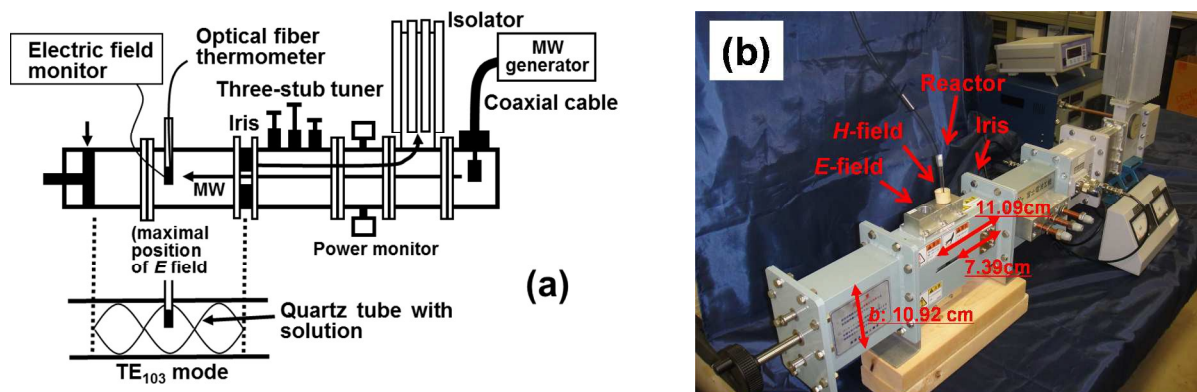 Electric field
monitor
Optical fiber
thermometer
Three-stub tuner
Iris
Isolator
MW
generator
Coaxial cable
MW
Power monitor
(maximal
position
of E field
Quartz tube with
solution
TE103 mode
(a)
(b)
Reactor
H-field
Iris
E-field
11.09cm
7.39cm
b: 10.92 cm